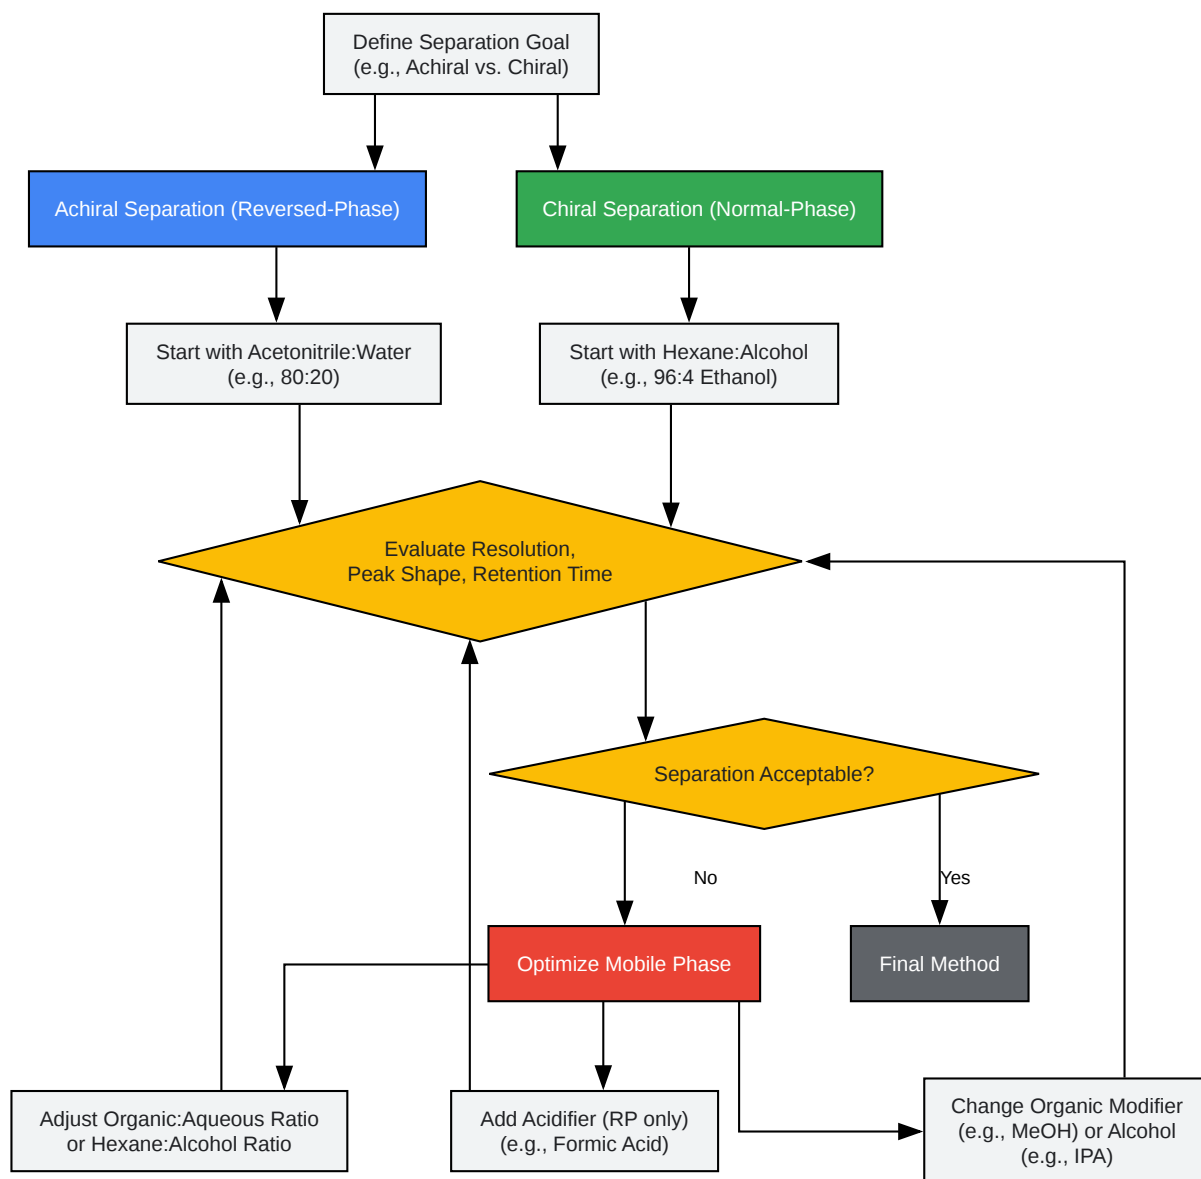 Define Separation Goal
(e.g., Achiral vs. Chiral)
Achiral Separation (Reversed-Phase)
Chiral Separation (Normal-Phase)
Start with Acetonitrile:Water
(e.g., 80:20)
Start with Hexane:Alcohol
(e.g., 96:4 Ethanol)
Evaluate Resolution,
Peak Shape, Retention Time
Separation Acceptable?
No
Yes
Optimize Mobile Phase
Final Method
Adjust Organic:Aqueous Ratio
or Hexane:Alcohol Ratio
Add Acidifier (RP only)
(e.g., Formic Acid)
Change Organic Modifier
(e.g., MeOH) or Alcohol
(e.g., IPA)